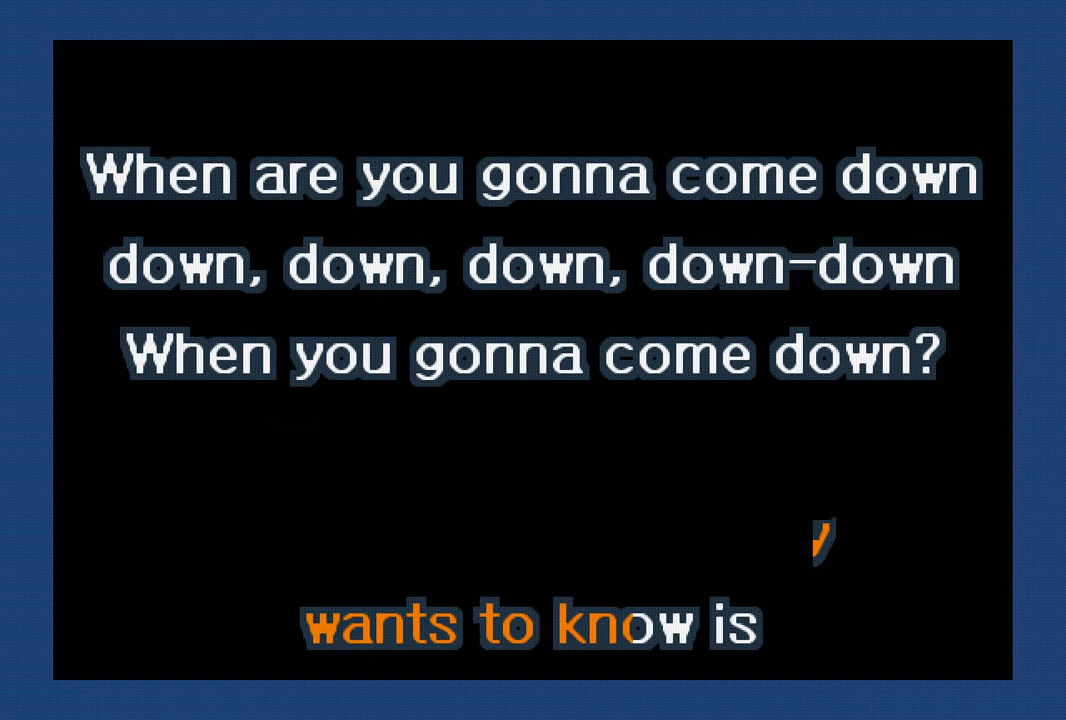 When are you gonna come down
down, down, down, down-down
When you gonna come down?
wants to know is